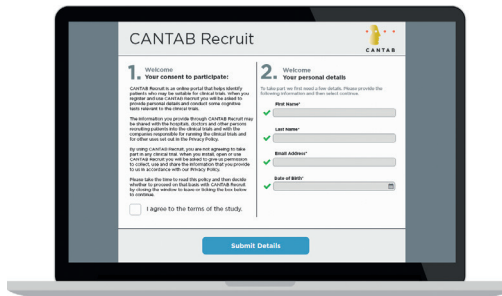 CANTAB Recruit
CANTAB
1. Welcome
Your consent to participate:
CANTAB Recruit is an online portal that helps identify
patients who may be suitable for clinical trials. When you
register and use CANTAB Recruit you will be asked to
provide personal details and conduct some cognitive
tests relevant to the clinical trials.
The information you provide through CANTAB Recruit may
be shared with the hospitals, doctors and other persons
recruiting patients into the clinical trials and with the
companies responsible for running the clinical trials and
for other uses set out in the Privacy Policy.
By using CANTAB Recruit, you are not agreeing to take
part in any clinical trial. When you install, open or use
CANTAB Recruit you will be asked to give us permission
to collect, use and share the information that you provide
to us in accordance with our Privacy Policy.
Please take the time to read this policy and then decide
whether to proceed on that basis with CANTAB Recruit
by closing the window to leave or ticking the box below
to continue.
I agree to the terms of the study.
2. Welcome
Your personal details
To take part we first need a few details. Please provide the
following information and then select continue.
First Name*
Last Name*
Email Address*
Date of Birth*
Submit Details